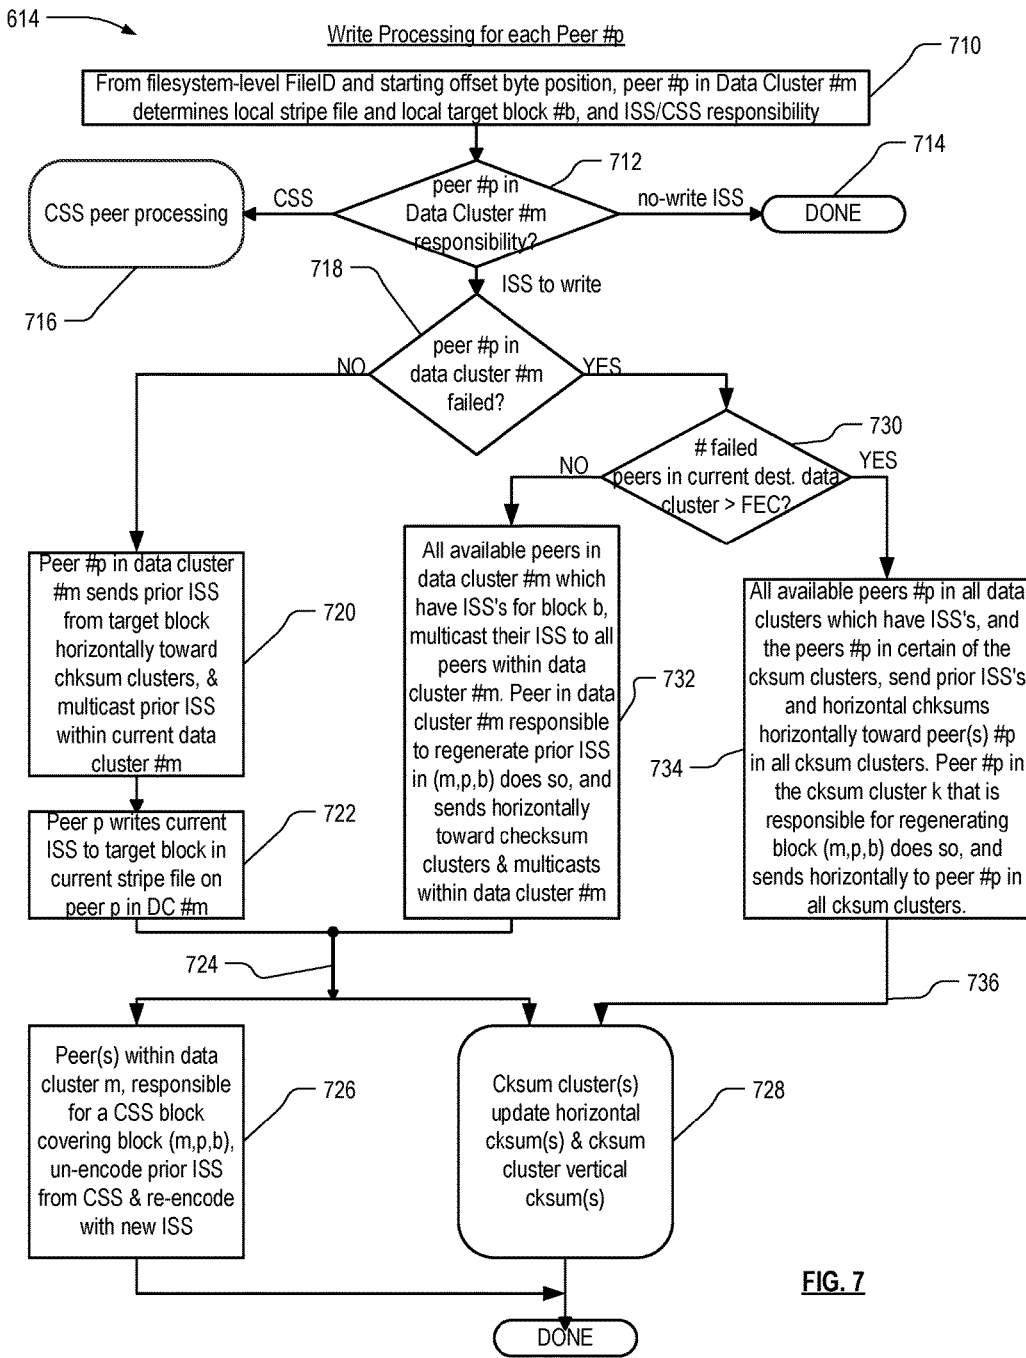 614
Write Processing for each Peer #p
710
From filesystem-level FileID and starting offset byte position, peer #p in Data Cluster #m
determines local stripe file and local target block #b, and ISS/CSS responsibility
712
714
peer #p in
Data Cluster #m
responsibility?
CSS
no-write ISS
CSS peer processing
DONE
716
718
ISS to write
peer #p in
data cluster #m
failed?
NO
YES
730
# failed
peers in current dest. data
cluster > FEC?
NO
YES
Peer #p in data cluster
#m sends prior ISS
from target block
horizontally toward
chksum clusters, &
multicast prior ISS
within current data
cluster #m
720
Peer p writes current
ISS to target block in
current stripe file on
peer p in DC #m
722
All available peers in
data cluster #m which
have ISS's for block b,
multicast their ISS to all
peers within data
cluster #m. Peer in data
cluster #m responsible
to regenerate prior ISS
in (m,p,b) does so, and
sends horizontally
toward checksum
clusters & multicasts
within data cluster #m
732
All available peers #p in all data
clusters which have ISS's, and
the peers #p in certain of the
cksum clusters, send prior ISS's
and horizontal chksums
horizontally toward peer(s) #p
in all cksum clusters. Peer #p in
the cksum cluster k that is
responsible for regenerating
block (m,p,b) does so, and
sends horizontally to peer #p in
all cksum clusters.
734
724
736
Peer(s) within data
cluster m, responsible
for a CSS block
covering block (m,p,b),
un-encode prior ISS
from CSS & re-encode
with new ISS
726
Cksum cluster(s)
update horizontal
cksum(s) & cksum
cluster vertical
cksum(s)
728
FIG. 7
DONE